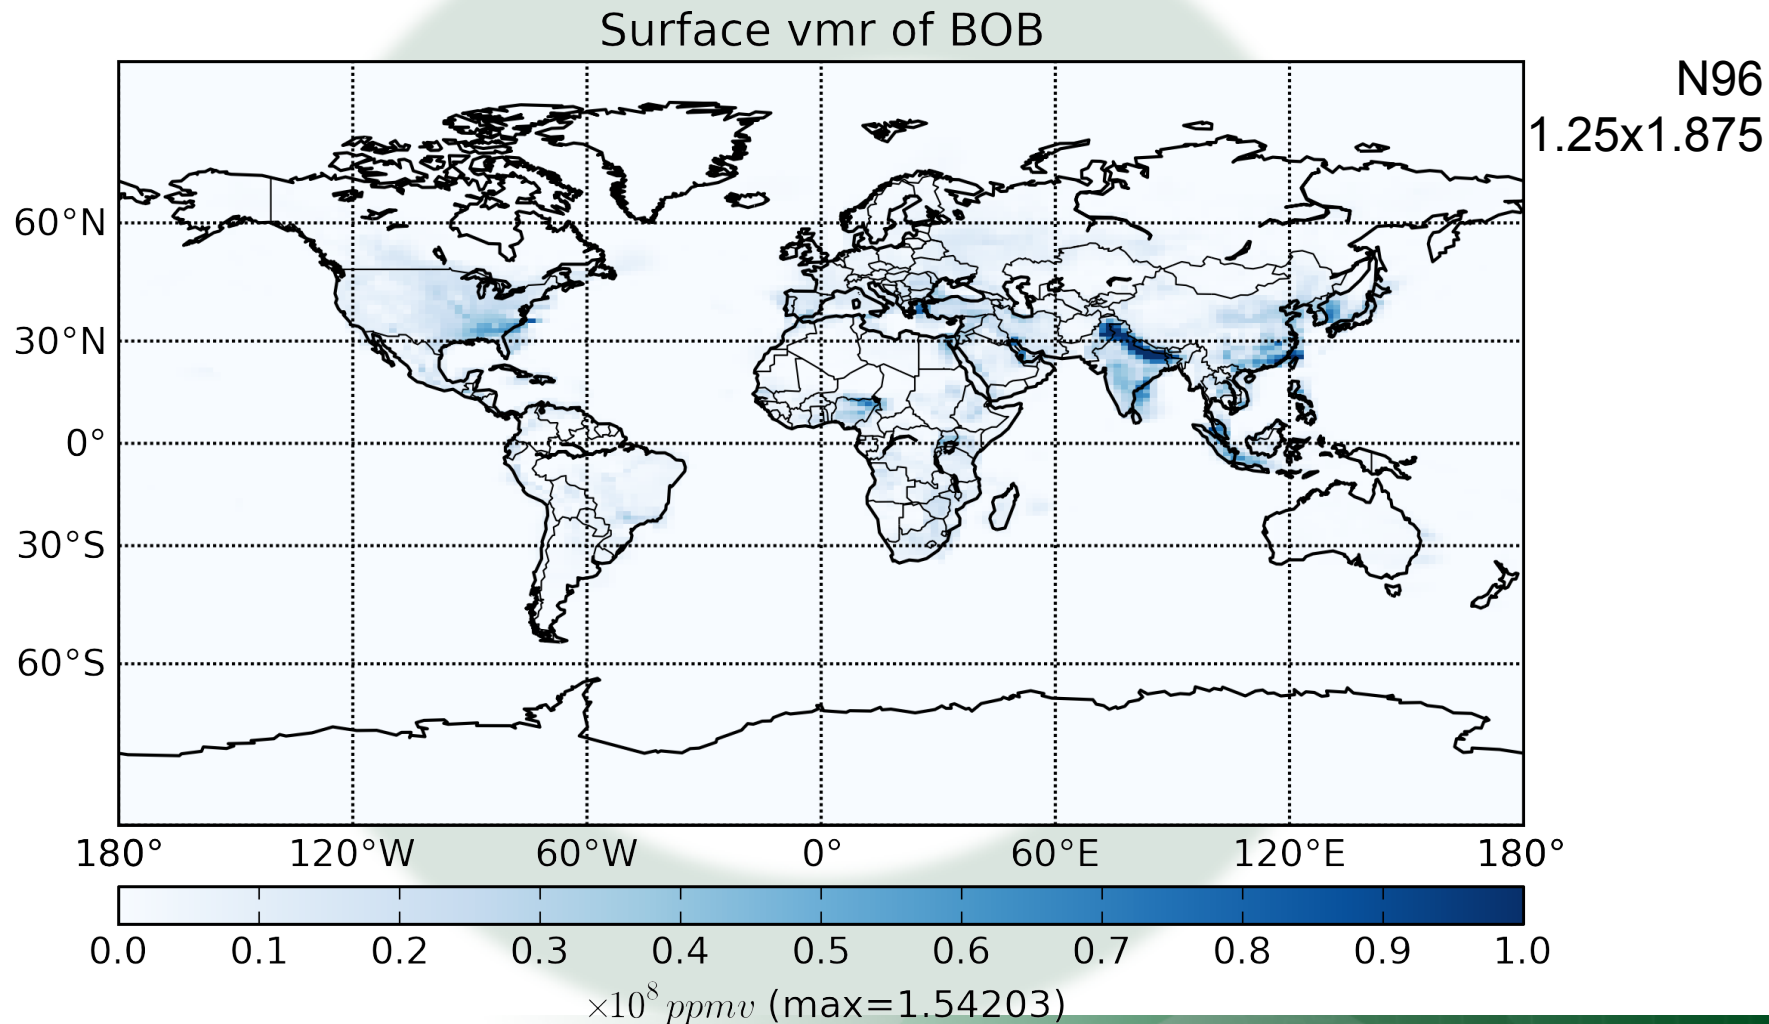 Surface vmr of BOB
N96
1.25x1.875
60°N
30°N
0°
30°S
60°S
180° 120°W 60°W 0° 60°E 120°E 180°
0.0 0.1 0.2 0.3 0.4 0.5 0.6 0.7 0.8 0.9 1.0
×10⁸ ppmv (max=1.54203)